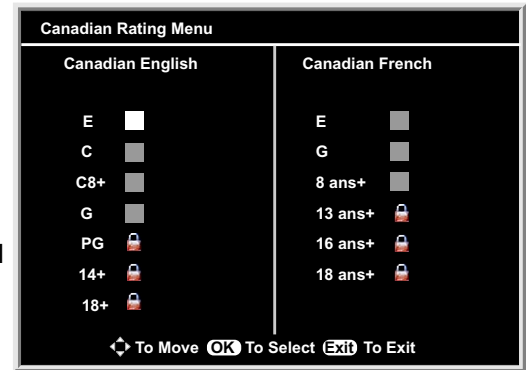 Canadian Rating Menu
Canadian English
E
C
C8+
G
PG
14+
18+
Canadian French
E
G
8 ans+
13 ans+
16 ans+
18 ans+
To Move OK To Select Exit To Exit